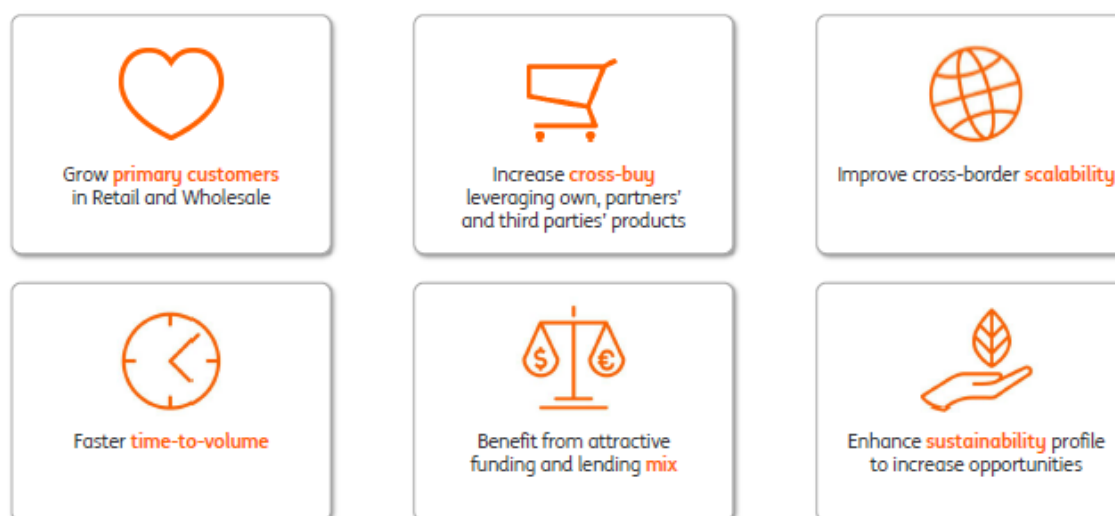 Grow primary customers
in Retail and Wholesale
Increase cross-buy
leveraging own, partners'
and third parties' products
Improve cross-border scalability
Faster time-to-volume
$ €
Benefit from attractive
funding and lending mix
Enhance sustainability profile
to increase opportunities